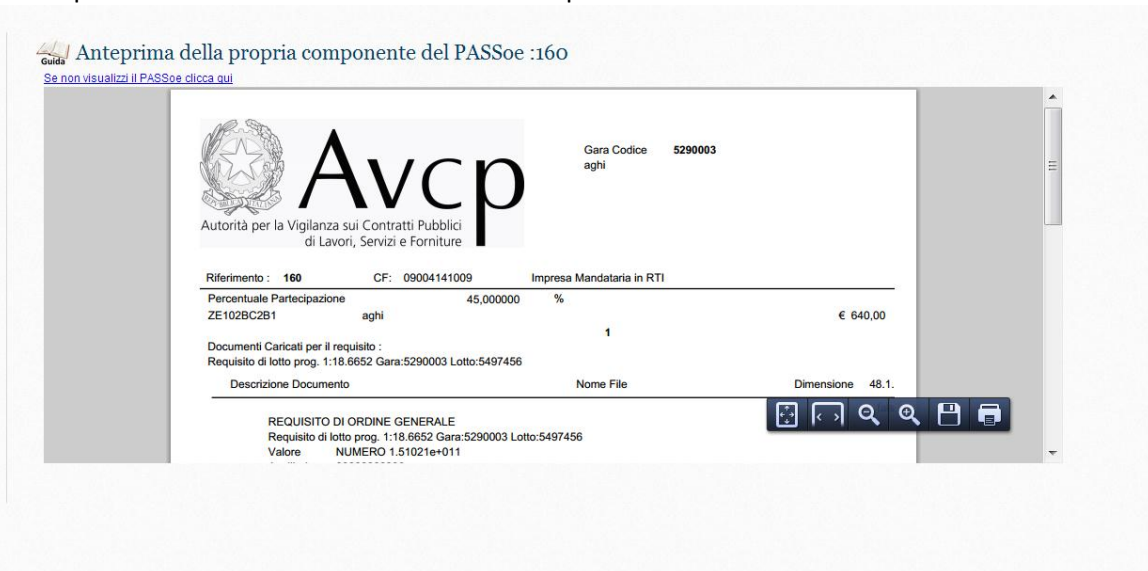 Guida
Anteprima della propria componente del PASSoe :160
Se non visualizzi il PASSoe clicca qui
REPVBBLICA ITALIANA
Avcp
Autorità per la Vigilanza sui Contratti Pubblici
di Lavori, Servizi e Forniture
Gara Codice 5290003
aghi
Riferimento : 160 CF: 09004141009 Impresa Mandataria in RTI
Percentuale Partecipazione 45,000000 %
ZE102BC2B1 aghi € 640,00
1
Documenti Caricati per il requisito :
Requisito di lotto prog. 1:18.6652 Gara:5290003 Lotto:5497456
Descrizione Documento Nome File Dimensione 48.1.
REQUISITO DI ORDINE GENERALE
Requisito di lotto prog. 1:18.6652 Gara:5290003 Lotto:5497456
Valore NUMERO 1.51021e+011